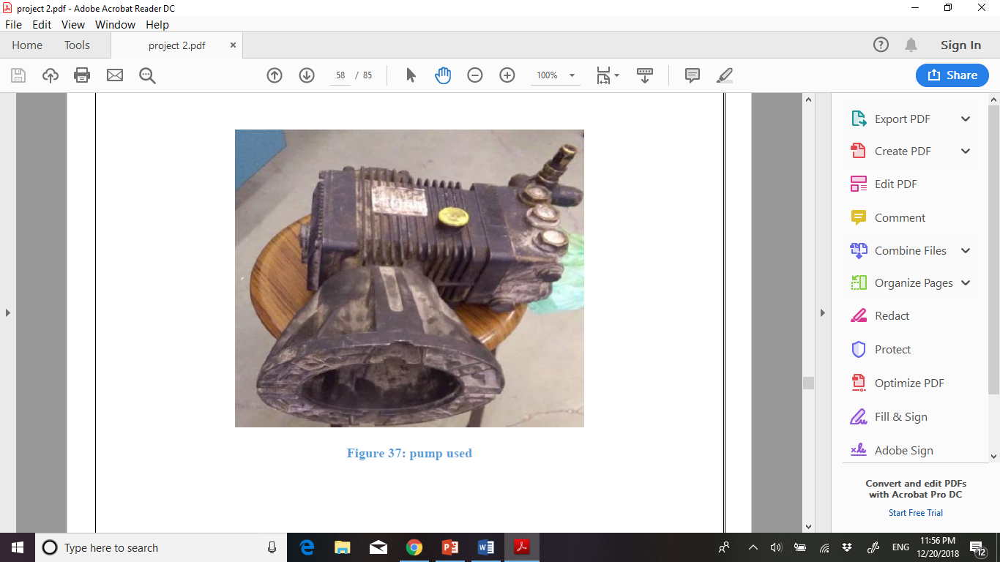 project 2.pdf - Adobe Acrobat Reader DC
File Edit View Window Help
Home Tools project 2.pdf × ? Sign In
58 / 85 100% Share
Export PDF
Create PDF
Edit PDF
Comment
Combine Files
Organize Pages
Redact
Protect
Optimize PDF
Fill & Sign
Adobe Sign
Convert and edit PDFs
with Acrobat Pro DC
Start Free Trial
Figure 37: pump used
Type here to search ENG 11:56 PM
12/20/2018 12